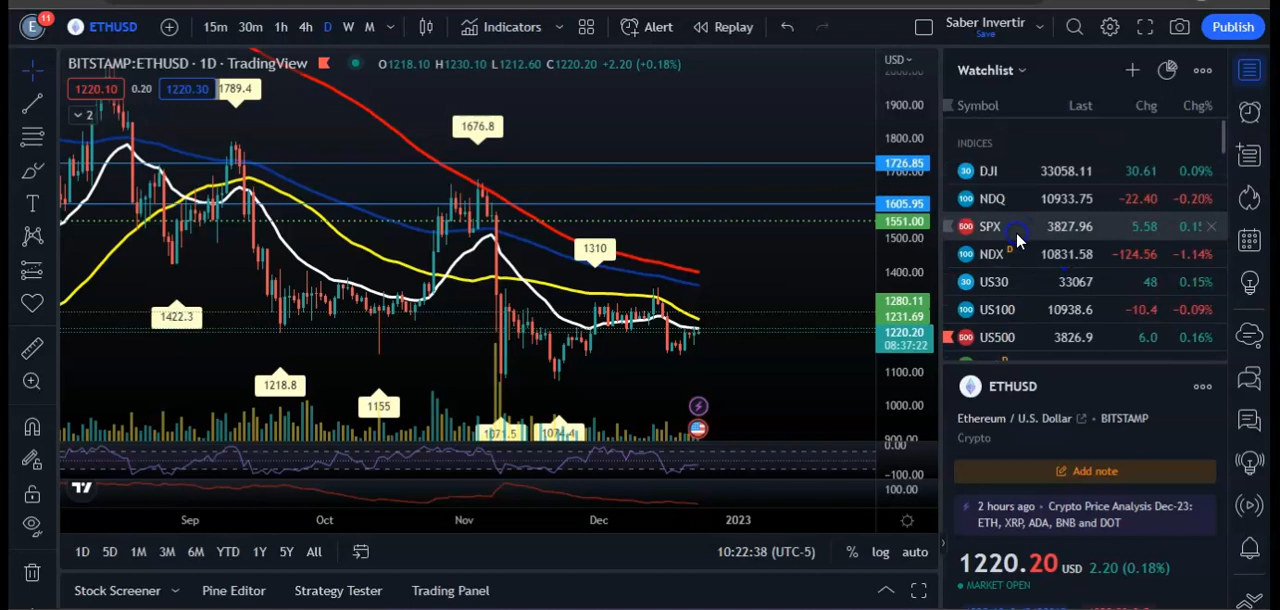 E 11 ETHUSD 15m 30m 1h 4h D W M Indicators Alert Replay Saber Invertir Save Publish
BITSTAMP:ETHUSD · 1D · TradingView O1218.10 H1230.10 L1212.60 C1220.20 +2.20 (+0.18%)
1220.10 0.20 1220.30 1789.4
2
1676.8
1310
1422.3
1218.8
1155
USD
1900.00
1800.00
1726.85
1700.00
1605.95
1551.00
1500.00
1400.00
1280.11
1231.69
1220.20
08:37:22
1100.00
1000.00
900.00
0.00
−100.00
100.00
Sep Oct Nov Dec 2023
1D 5D 1M 3M 6M YTD 1Y 5Y All 10:22:38 (UTC-5) % log auto
Stock Screener Pine Editor Strategy Tester Trading Panel
Watchlist
Symbol Last Chg Chg%
INDICES
DJI 33058.11 30.61 0.09%
NDQ 10933.75 −22.40 −0.20%
SPX 3827.96 5.58
NDX D 10831.58 −124.56 −1.14%
US30 33067 48 0.15%
US100 10938.6 −10.4 −0.09%
US500 3826.9 6.0 0.16%
ETHUSD
Ethereum / U.S. Dollar • BITSTAMP
Crypto
Add note
2 hours ago • Crypto Price Analysis Dec-23:
ETH, XRP, ADA, BNB and DOT
1220.20 USD 2.20 (0.18%)
MARKET OPEN